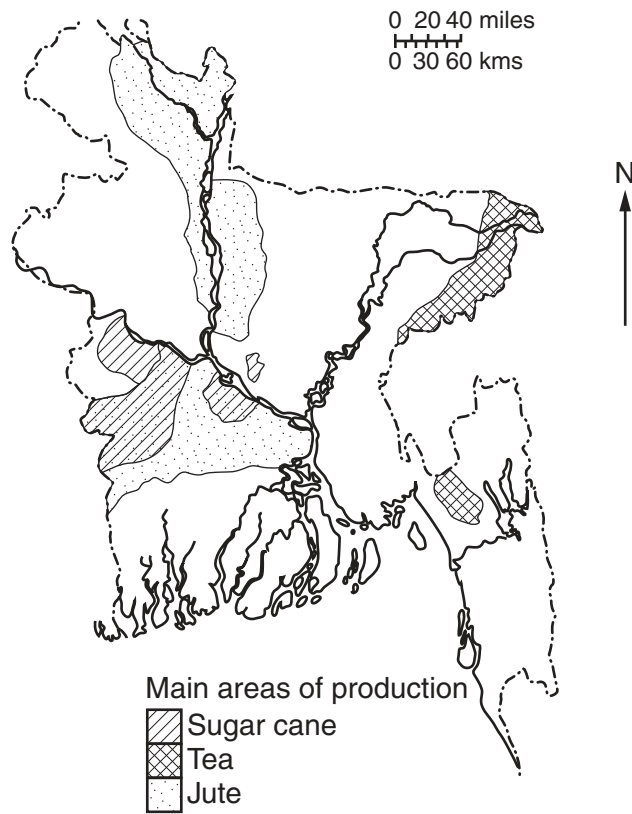 0 20 40 miles
0 30 60 kms
N
Main areas of production
Sugar cane
Tea
Jute